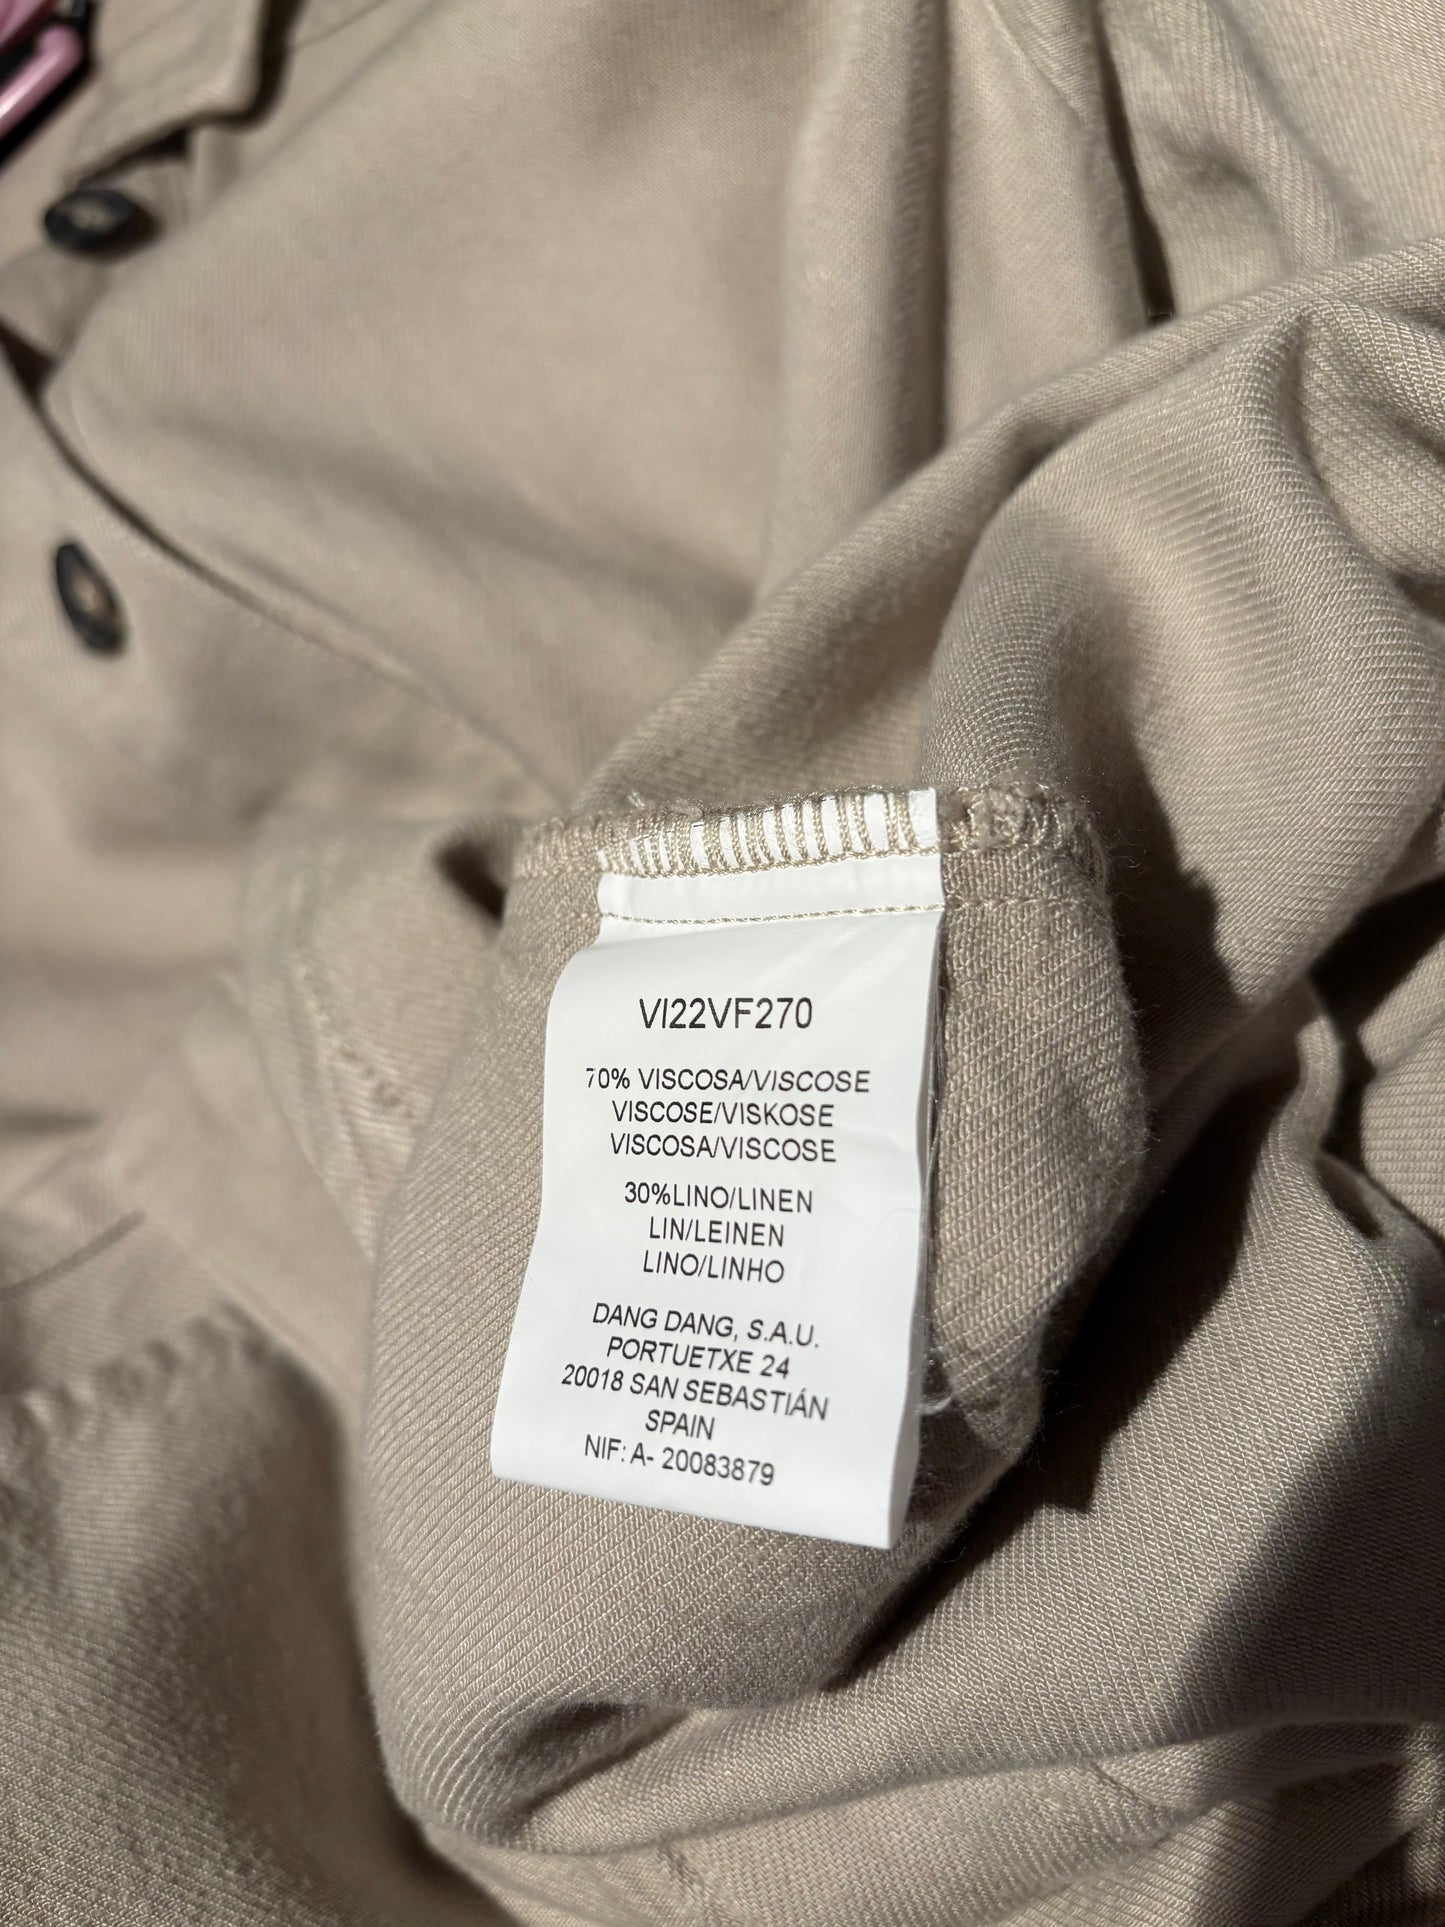 VI22VF270
70% VISCOSA/VISCOSE
VISCOSE/VISKOSE
VISCOSA/VISCOSE
30%LINO/LINEN
LIN/LEINEN
LINO/LINHO
DANG DANG, S.A.U.
PORTUETXE 24
20018 SAN SEBASTIÁN
SPAIN
NIF: A- 20083879